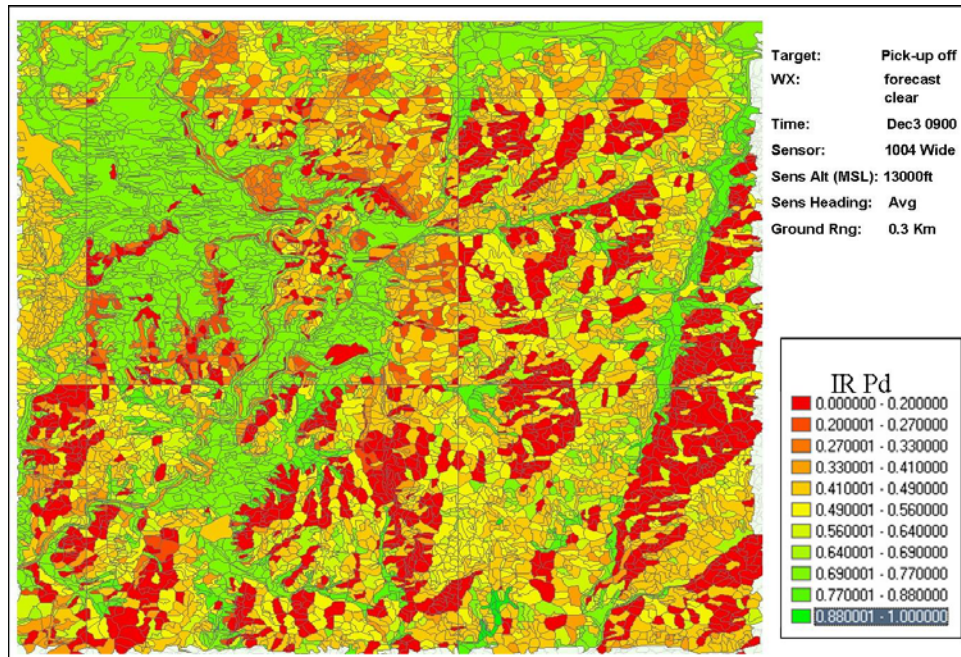 Target: Pick-up off
WX: forecast
clear
Time: Dec3 0900
Sensor: 1004 Wide
Sens Alt (MSL): 13000ft
Sens Heading: Avg
Ground Rng: 0.3 Km
IR Pd
0.000000 - 0.200000
0.200001 - 0.270000
0.270001 - 0.330000
0.330001 - 0.410000
0.410001 - 0.490000
0.490001 - 0.560000
0.560001 - 0.640000
0.640001 - 0.690000
0.690001 - 0.770000
0.770001 - 0.880000
0.880001 - 1.000000